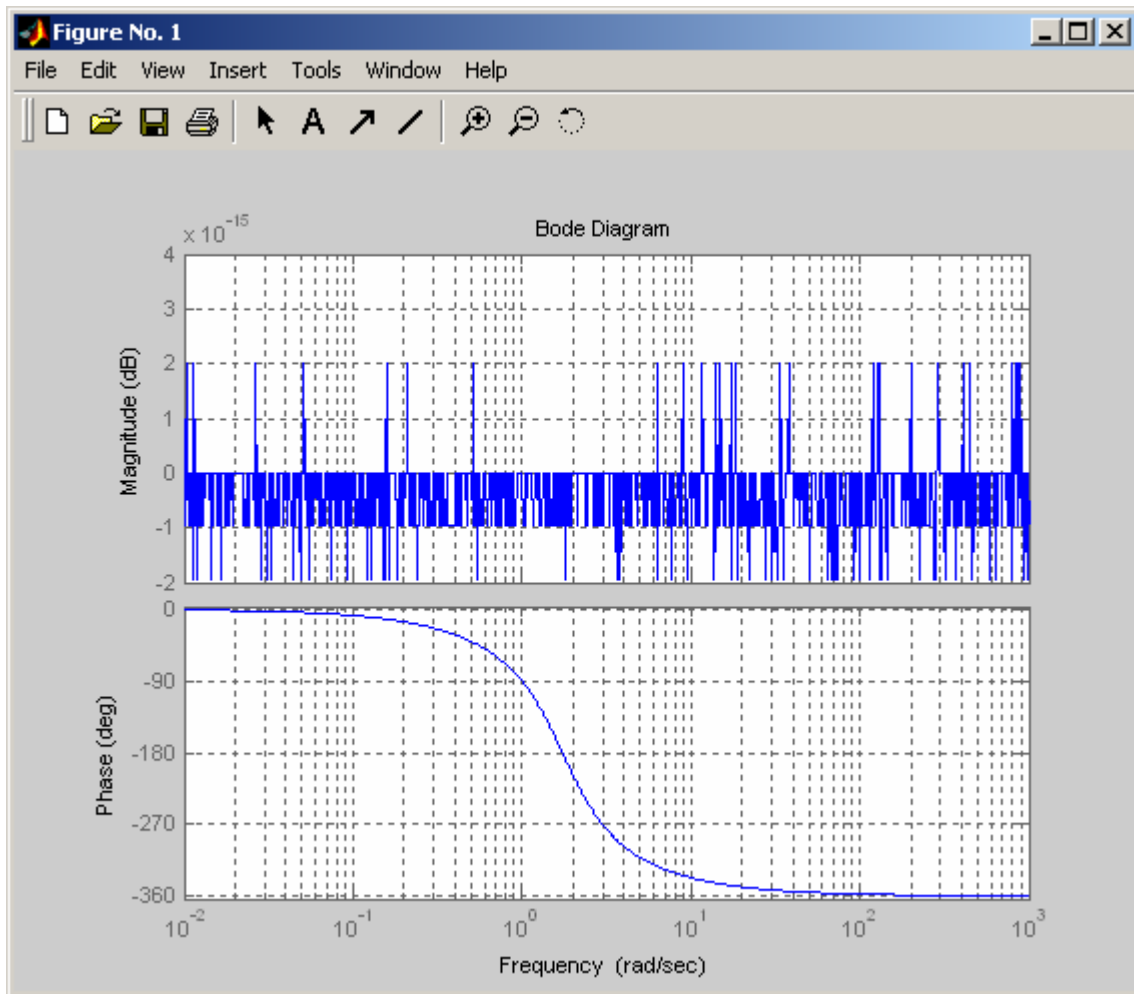 Figure No. 1
File Edit View Insert Tools Window Help
A
x 10^-15
Bode Diagram
4
3
2
1
0
-1
-2
Magnitude (dB)
0
-90
-180
-270
-360
Phase (deg)
10^-2 10^-1 10^0 10^1 10^2 10^3
Frequency (rad/sec)